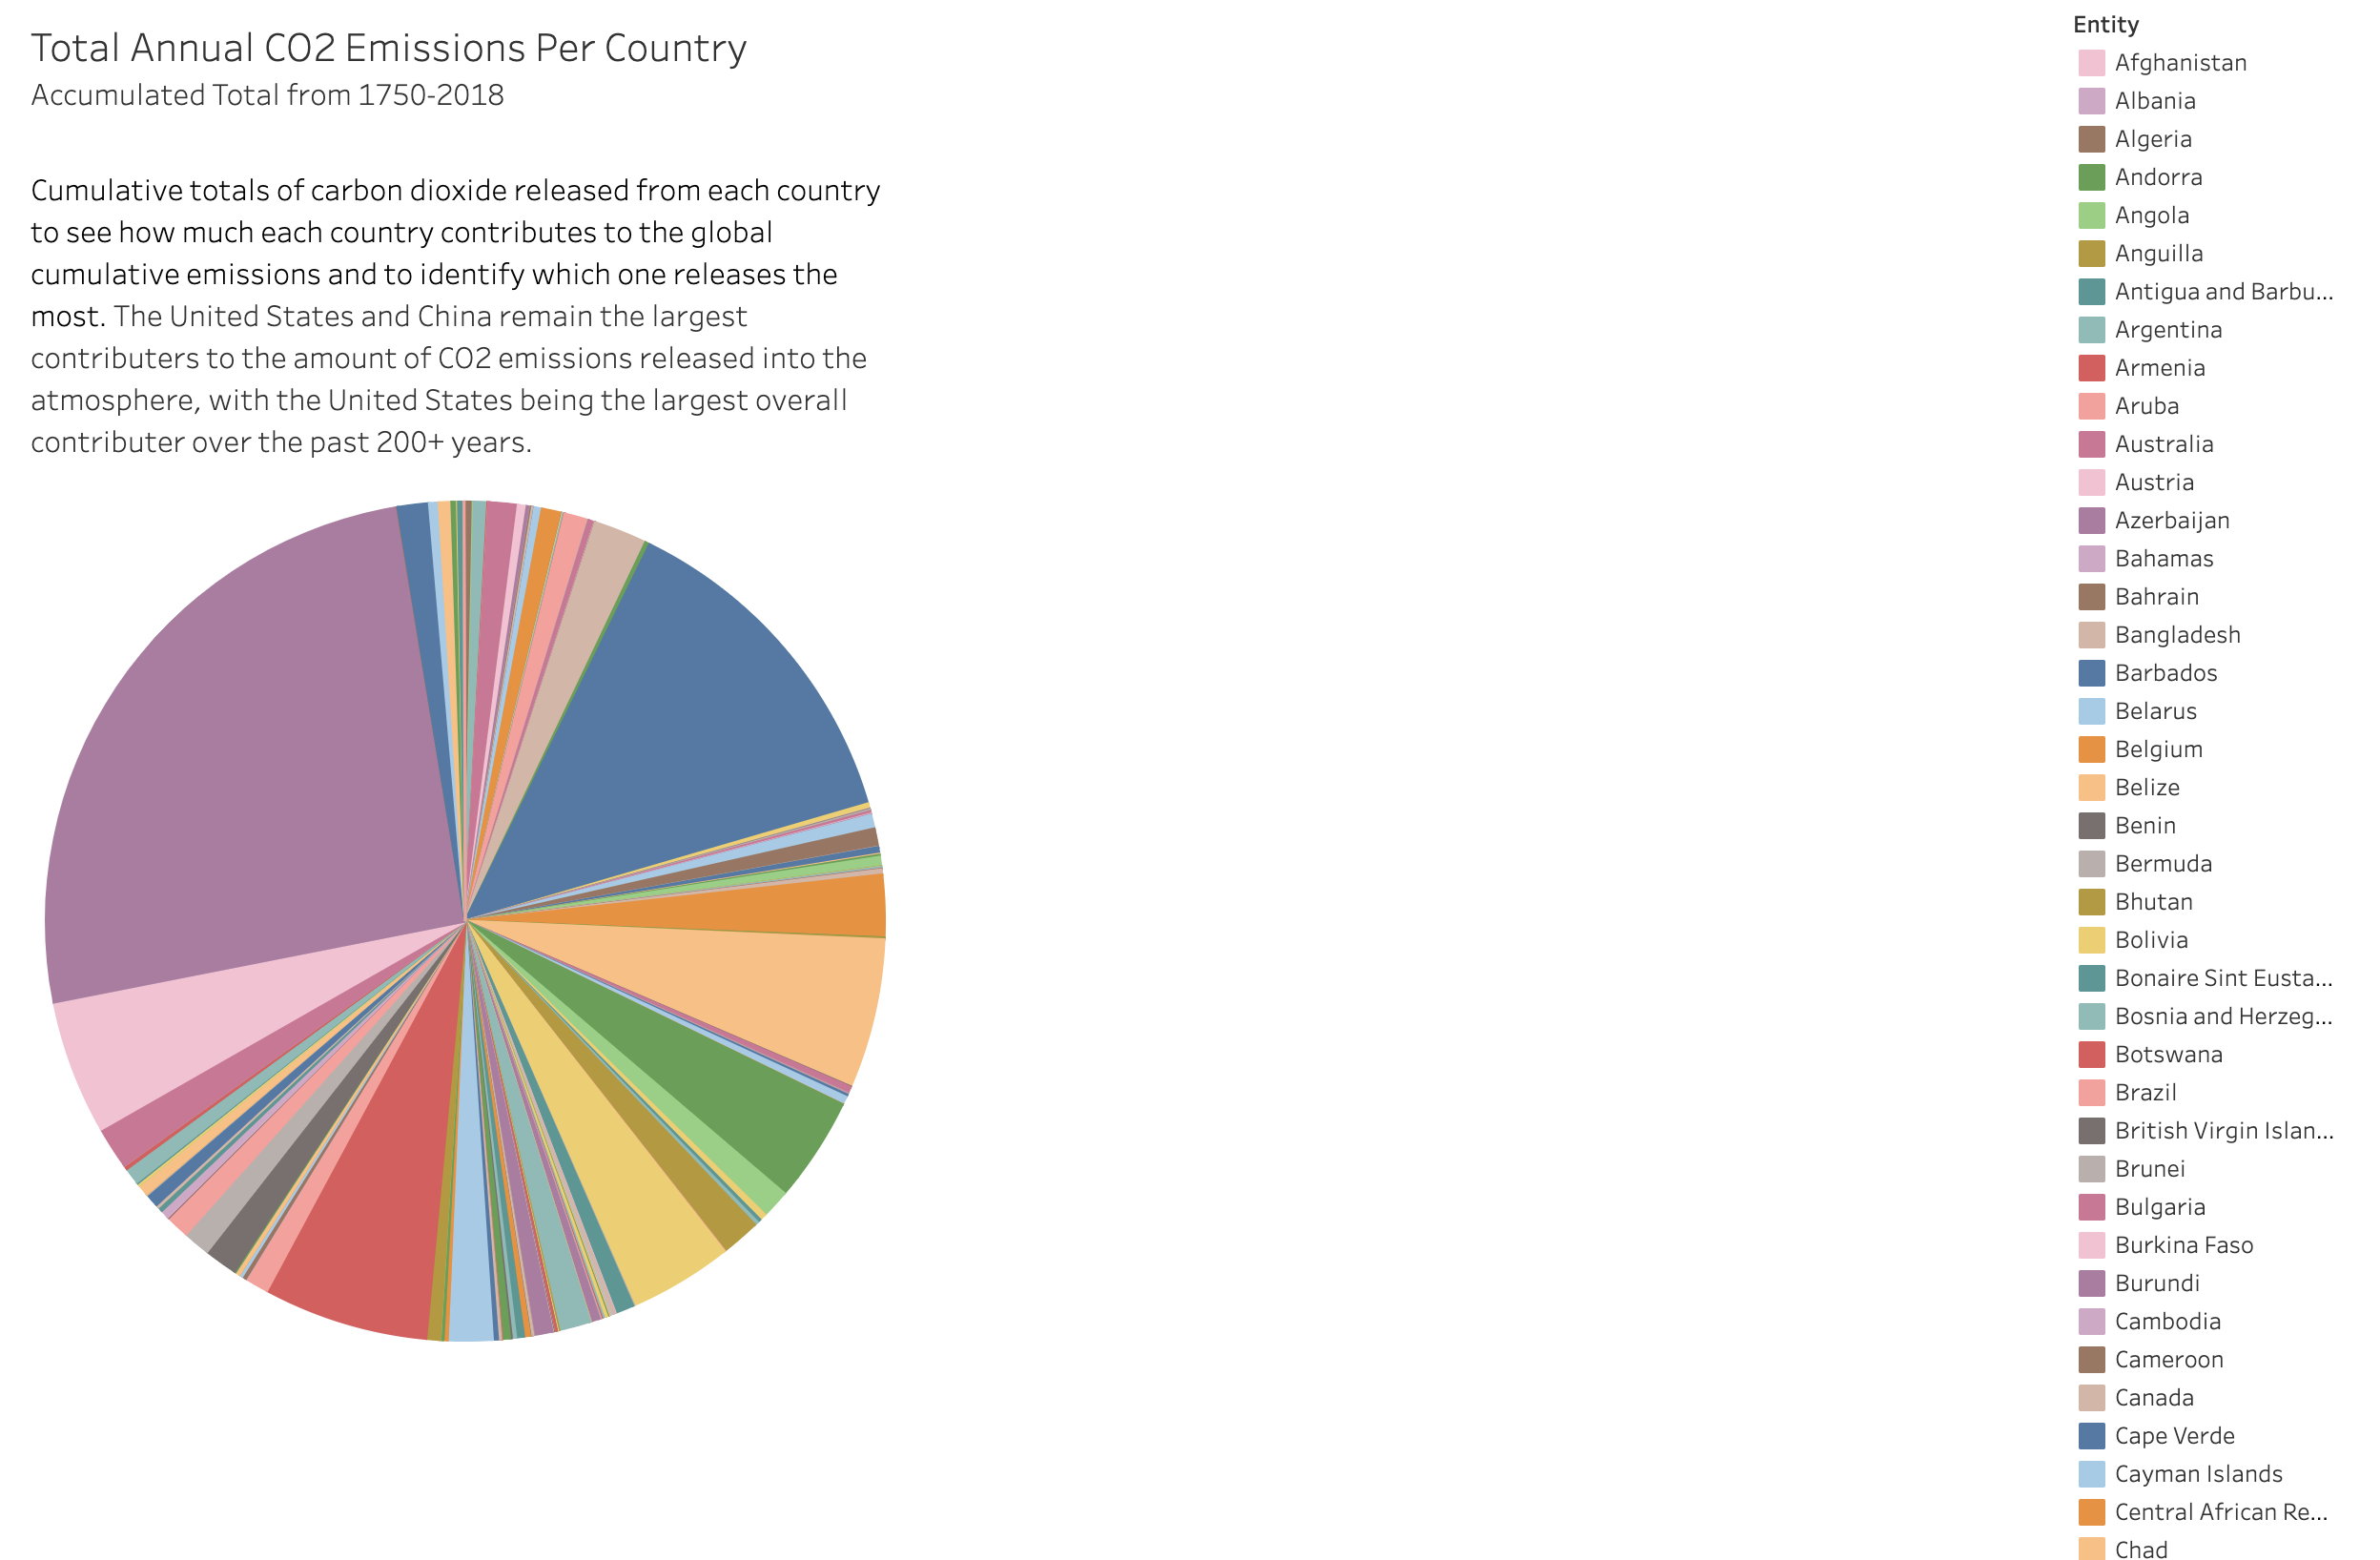 Total Annual CO2 Emissions Per Country
Accumulated Total from 1750-2018
Cumulative totals of carbon dioxide released from each country
to see how much each country contributes to the global
cumulative emissions and to identify which one releases the
most. The United States and China remain the largest
contributers to the amount of CO2 emissions released into the
atmosphere, with the United States being the largest overall
contributer over the past 200+ years.
Entity
Afghanistan
Albania
Algeria
Andorra
Angola
Anguilla
Antigua and Barbu...
Argentina
Armenia
Aruba
Australia
Austria
Azerbaijan
Bahamas
Bahrain
Bangladesh
Barbados
Belarus
Belgium
Belize
Benin
Bermuda
Bhutan
Bolivia
Bonaire Sint Eusta...
Bosnia and Herzeg...
Botswana
Brazil
British Virgin Islan...
Brunei
Bulgaria
Burkina Faso
Burundi
Cambodia
Cameroon
Canada
Cape Verde
Cayman Islands
Central African Re...
Chad